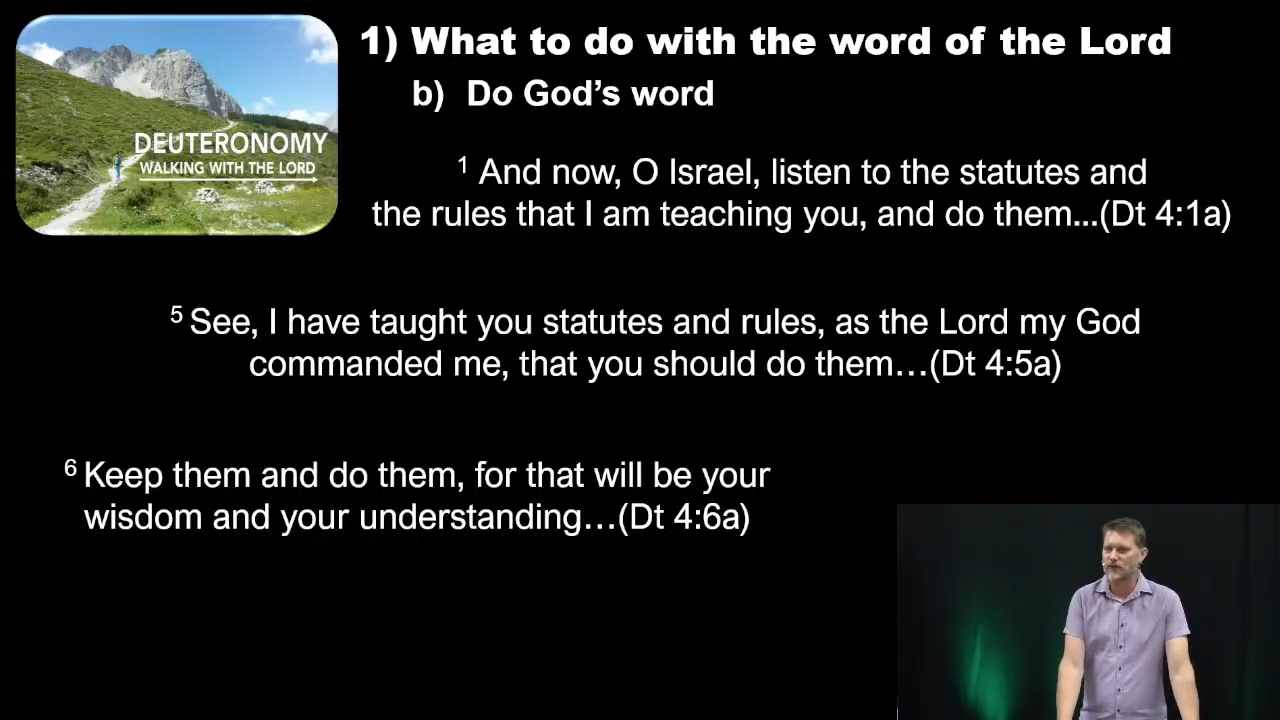 DEUTERONOMY
WALKING WITH THE LORD
1) What to do with the word of the Lord
b) Do God’s word
1 And now, O Israel, listen to the statutes and
the rules that I am teaching you, and do them...(Dt 4:1a)
5 See, I have taught you statutes and rules, as the Lord my God
commanded me, that you should do them…(Dt 4:5a)
6 Keep them and do them, for that will be your
wisdom and your understanding…(Dt 4:6a)